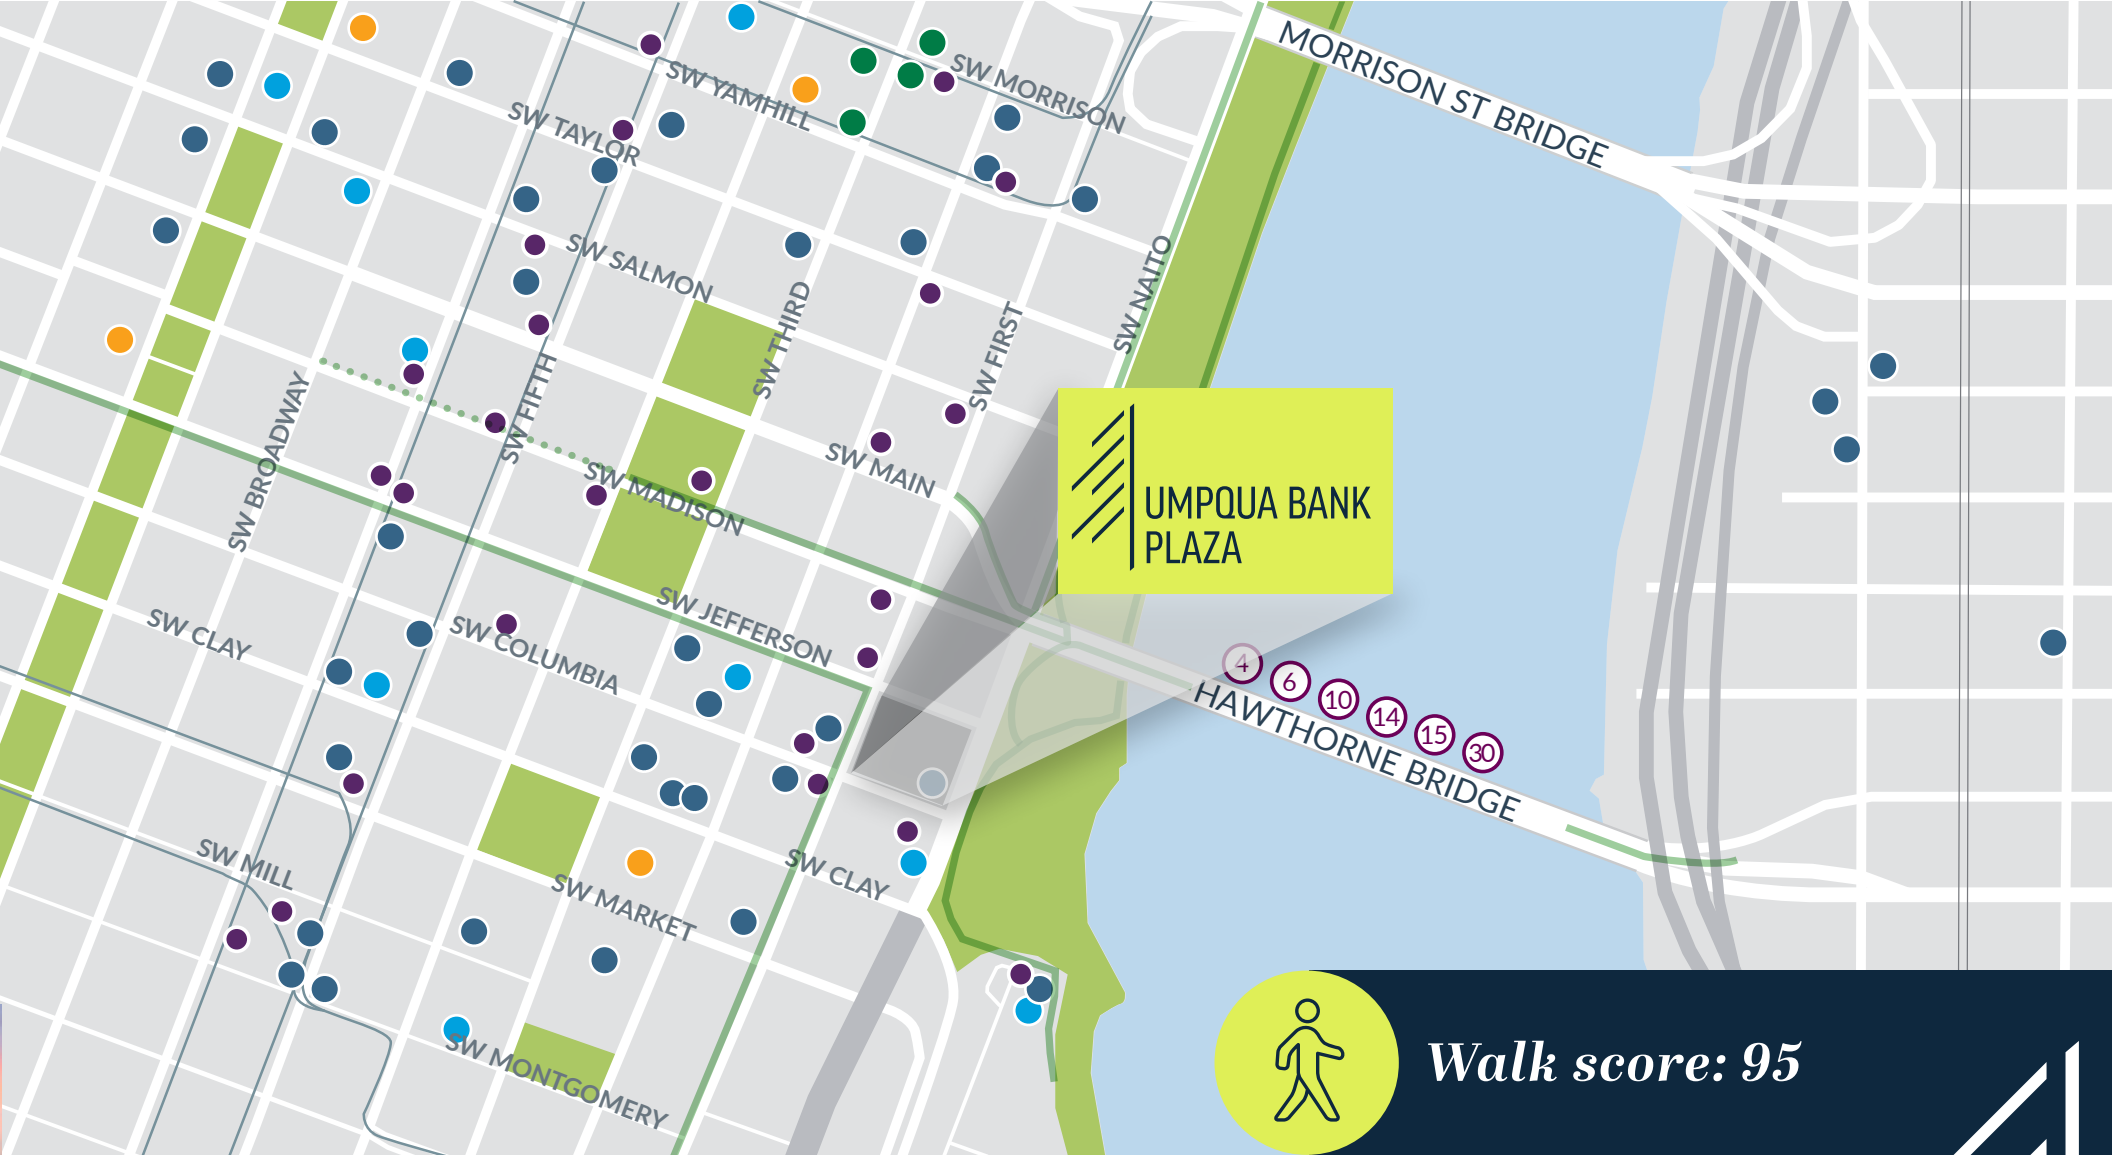 MORRISON ST BRIDGE
SW MORRISON
SW YAMHILL
SW TAYLOR
SW SALMON
SW NAITO
SW THIRD
SW FIRST
SW FIFTH
SW BROADWAY
SW MAIN
SW MADISON
UMPQUA BANK
PLAZA
SW JEFFERSON
SW COLUMBIA
SW CLAY
4
6
10
14
15
30
HAWTHORNE BRIDGE
SW MILL
SW CLAY
SW MARKET
SW MONTGOMERY
Walk score: 95